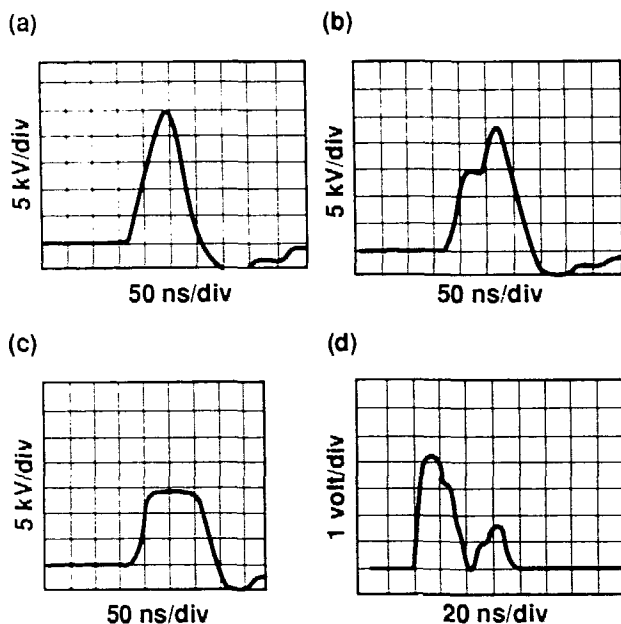 (a)
5 kV/div
50 ns/div
(b)
5 kV/div
50 ns/div
(c)
5 kV/div
50 ns/div
(d)
1 volt/div
20 ns/div